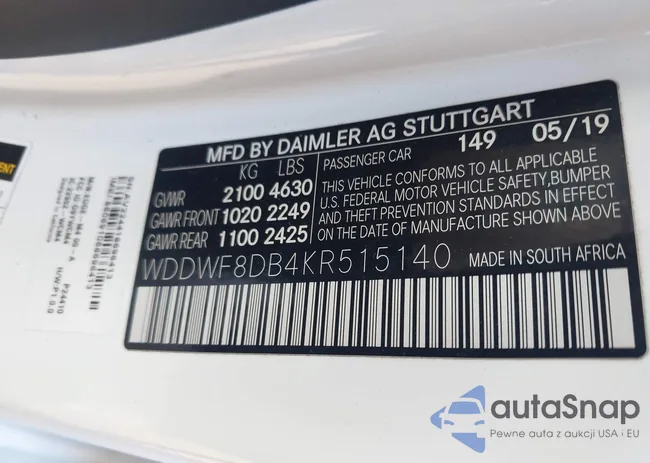 MFD BY DAIMLER AG STUTTGART
KG LBS PASSENGER CAR 149 05/19
GVWR 2100 4630
GAWR FRONT 1020 2249
GAWR REAR 1100 2425
THIS VEHICLE CONFORMS TO ALL APPLICABLE
U.S. FEDERAL MOTOR VEHICLE SAFETY, BUMPER
AND THEFT PREVENTION STANDARDS IN EFFECT
ON THE DATE OF MANUFACTURE SHOWN ABOVE
WDDWF8DB4KR515140 MADE IN SOUTH AFRICA
P24410
autaSnap
Pewne auta z aukcji USA i EU